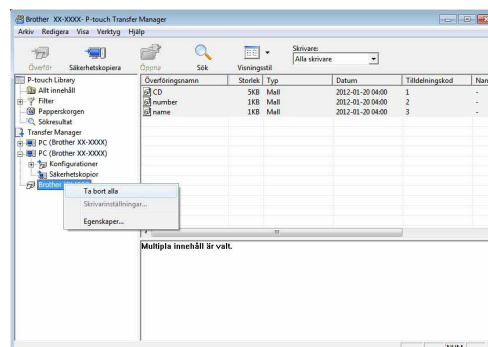 Brother XX-XXXX- P-touch Transfer Manager
Arkiv Redigera Visa Verktyg Hjälp
Överför Säkerhetskopiera Öppna Sök Visningsstil
Skrivare:
Alla skrivare
P-touch Library
Allt innehåll
Filter
Papperskorgen
Sökresultat
Transfer Manager
PC (Brother XX-XXXX)
PC (Brother XX-XXXX)
Konfigurationer
Säkerhetskopior
Brother
Överföringsnamn Storlek Typ Datum Tilldelningskod Nam
CD 5KB Mall 2012-01-20 04:00 1 -
number 1KB Mall 2012-01-20 04:00 2 -
name 1KB Mall 2012-01-20 04:00 3 -
Ta bort alla
Skrivarinställningar...
Egenskaper...
Multipla innehåll är valt.
NUM